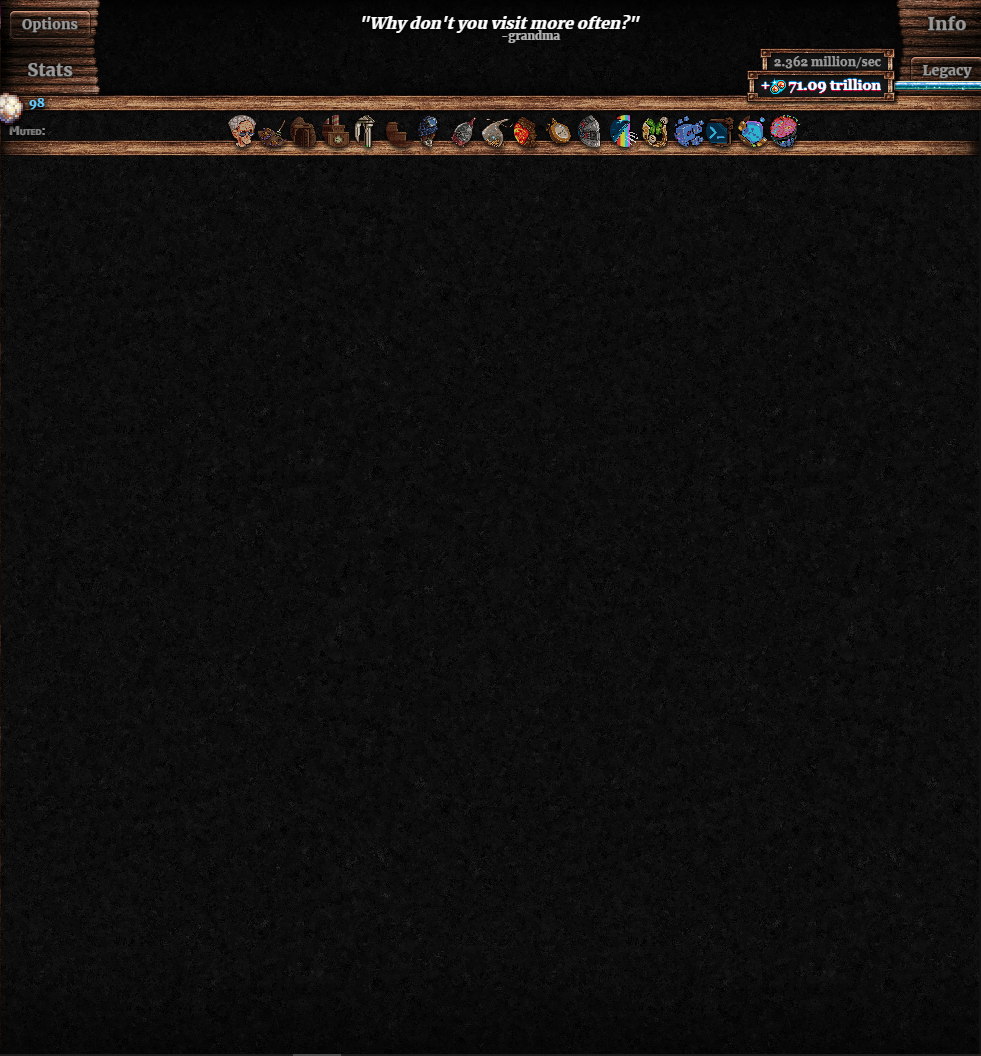 Options
"Why don't you visit more often?"
-grandma
Info
Stats
2.362 million/sec
Legacy
+71.09 trillion
98
Muted: